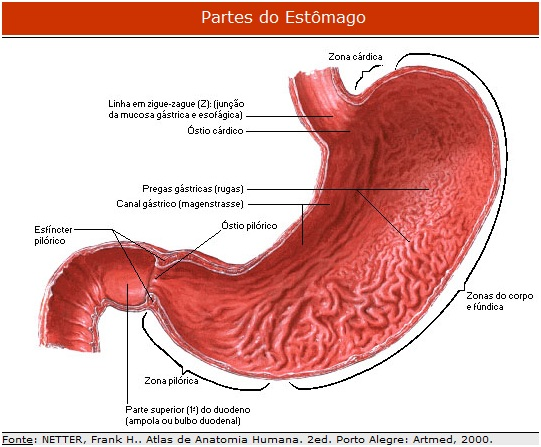 Partes do Estômago
Zona cárdica
Linha em zigue-zague (Z): (junção
da mucosa gástrica e esofágica)
Óstio cárdico
Pregas gástricas (rugas)
Canal gástrico (magenstrasse)
Esfíncter
pilórico
Óstio pilórico
Zonas do corpo
e fúndica
Zona pilórica
Parte superior (1ª) do duodeno
(ampola ou bulbo duodenal)
Fonte: NETTER, Frank H.. Atlas de Anatomia Humana. 2ed. Porto Alegre: Artmed, 2000.